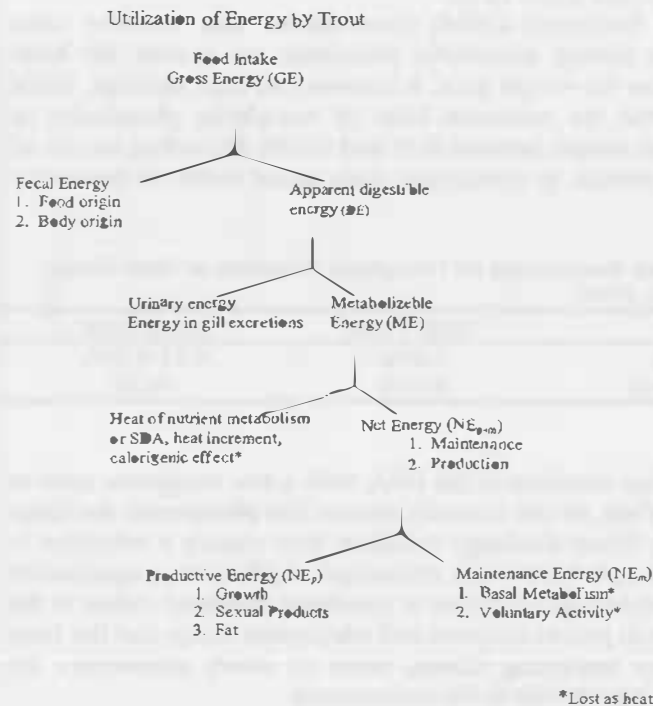 Utilization of Energy by Trout
Food Intake
Gross Energy (GE)
Fecal Energy
1. Food origin
2. Body origin
Apparent digestible
energy (DE)
Urinary energy
Energy in gill excretions
Metabolizeble
Energy (ME)
Heat of nutrient metabolism
or SDA, heat increment,
calorigenic effect*
Net Energy (NEp+m)
1. Maintenance
2. Production
Productive Energy (NEp)
1. Growth
2. Sexual Products
3. Fat
Maintenance Energy (NEm)
1. Basal Metabolism*
2. Voluntary Activity*
*Lost as heat